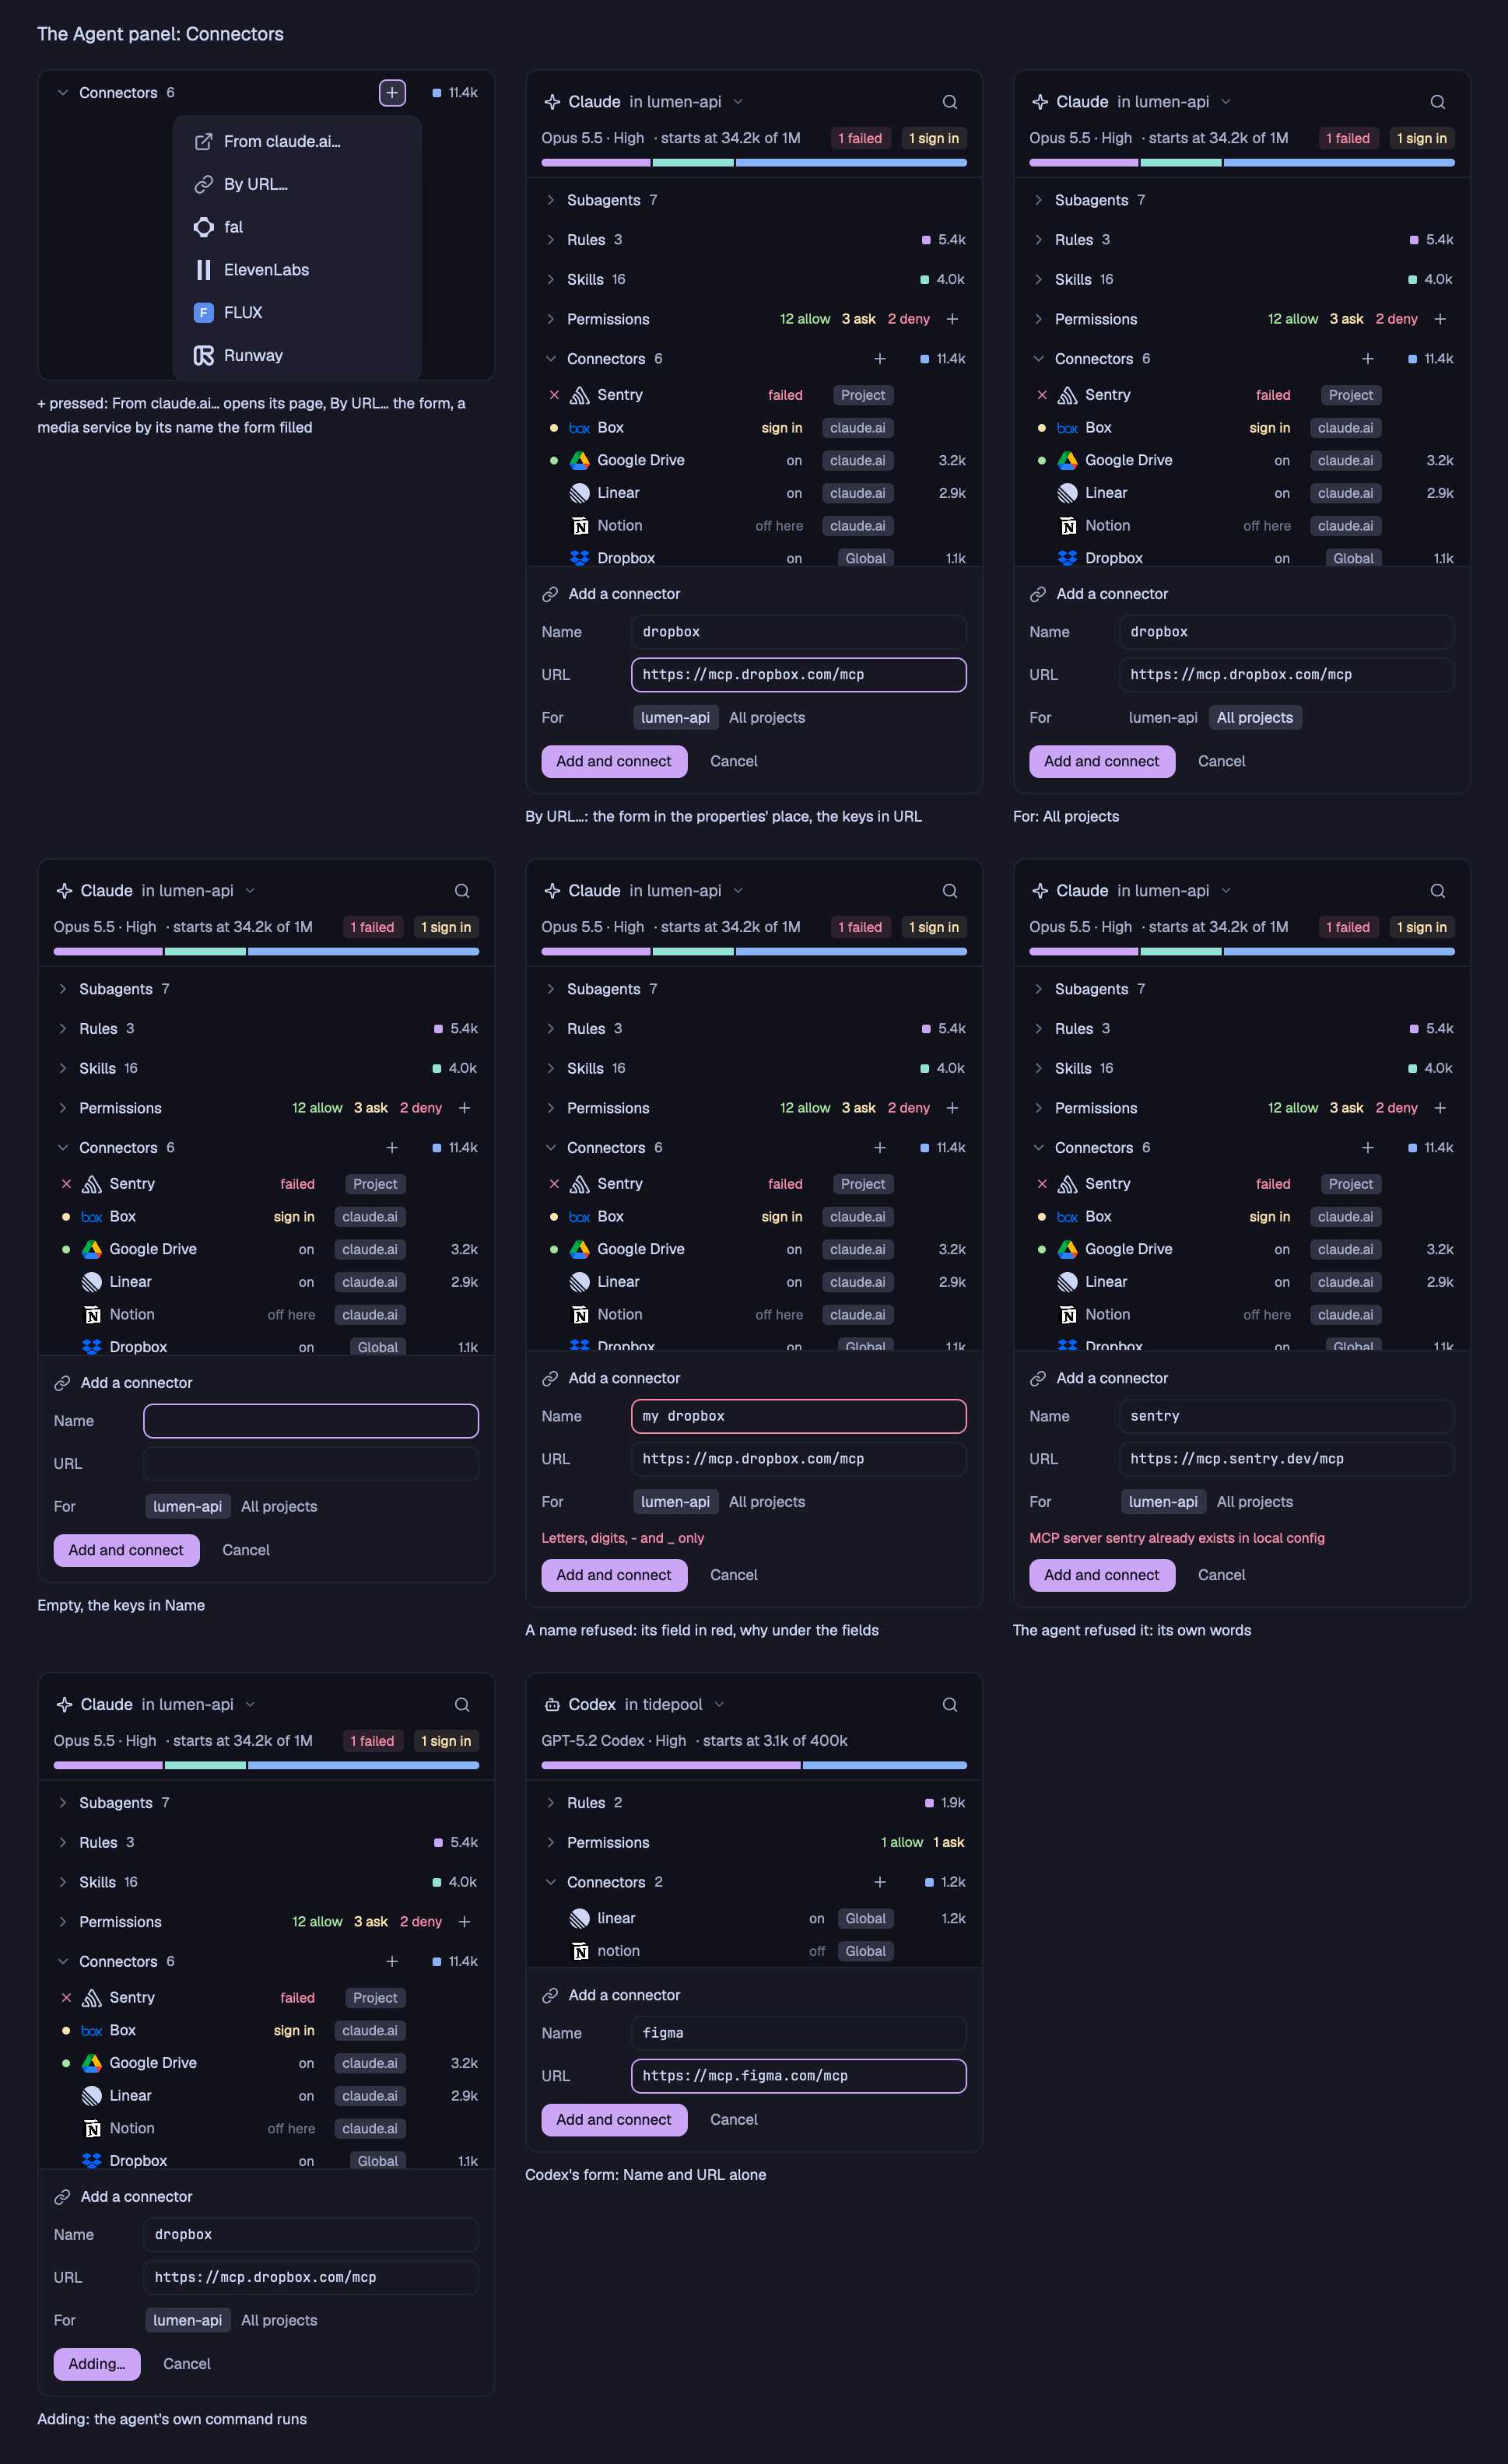 The Agent panel: Connectors
Connectors 6 + 11.4k
From claude.ai...
By URL...
fal
ElevenLabs
F FLUX
Runway
+ pressed: From claude.ai... opens its page, By URL... the form, a
media service by its name the form filled
Claude in lumen-api
Opus 5.5 · High · starts at 34.2k of 1M 1 failed 1 sign in
Subagents 7
Rules 3 5.4k
Skills 16 4.0k
Permissions 12 allow 3 ask 2 deny +
Connectors 6 + 11.4k
Sentry failed Project
box Box sign in claude.ai
Google Drive on claude.ai 3.2k
Linear on claude.ai 2.9k
Notion off here claude.ai
Dropbox on Global 1.1k
Add a connector
Name dropbox
URL https://mcp.dropbox.com/mcp
For lumen-api All projects
Add and connect Cancel
By URL...: the form in the properties' place, the keys in URL
Claude in lumen-api
Opus 5.5 · High · starts at 34.2k of 1M 1 failed 1 sign in
Subagents 7
Rules 3 5.4k
Skills 16 4.0k
Permissions 12 allow 3 ask 2 deny +
Connectors 6 + 11.4k
Sentry failed Project
box Box sign in claude.ai
Google Drive on claude.ai 3.2k
Linear on claude.ai 2.9k
Notion off here claude.ai
Dropbox on Global 1.1k
Add a connector
Name dropbox
URL https://mcp.dropbox.com/mcp
For lumen-api All projects
Add and connect Cancel
For: All projects
Claude in lumen-api
Opus 5.5 · High · starts at 34.2k of 1M 1 failed 1 sign in
Subagents 7
Rules 3 5.4k
Skills 16 4.0k
Permissions 12 allow 3 ask 2 deny +
Connectors 6 + 11.4k
Sentry failed Project
box Box sign in claude.ai
Google Drive on claude.ai 3.2k
Linear on claude.ai 2.9k
Notion off here claude.ai
Dropbox on Global 1.1k
Add a connector
Name
URL
For lumen-api All projects
Add and connect Cancel
Empty, the keys in Name
Claude in lumen-api
Opus 5.5 · High · starts at 34.2k of 1M 1 failed 1 sign in
Subagents 7
Rules 3 5.4k
Skills 16 4.0k
Permissions 12 allow 3 ask 2 deny +
Connectors 6 + 11.4k
Sentry failed Project
box Box sign in claude.ai
Google Drive on claude.ai 3.2k
Linear on claude.ai 2.9k
Notion off here claude.ai
Dropbox on Global 1.1k
Add a connector
Name my dropbox
URL https://mcp.dropbox.com/mcp
For lumen-api All projects
Letters, digits, - and _ only
Add and connect Cancel
A name refused: its field in red, why under the fields
Claude in lumen-api
Opus 5.5 · High · starts at 34.2k of 1M 1 failed 1 sign in
Subagents 7
Rules 3 5.4k
Skills 16 4.0k
Permissions 12 allow 3 ask 2 deny +
Connectors 6 + 11.4k
Sentry failed Project
box Box sign in claude.ai
Google Drive on claude.ai 3.2k
Linear on claude.ai 2.9k
Notion off here claude.ai
Dropbox on Global 1.1k
Add a connector
Name sentry
URL https://mcp.sentry.dev/mcp
For lumen-api All projects
MCP server sentry already exists in local config
Add and connect Cancel
The agent refused it: its own words
Claude in lumen-api
Opus 5.5 · High · starts at 34.2k of 1M 1 failed 1 sign in
Subagents 7
Rules 3 5.4k
Skills 16 4.0k
Permissions 12 allow 3 ask 2 deny +
Connectors 6 + 11.4k
Sentry failed Project
box Box sign in claude.ai
Google Drive on claude.ai 3.2k
Linear on claude.ai 2.9k
Notion off here claude.ai
Dropbox on Global 1.1k
Add a connector
Name dropbox
URL https://mcp.dropbox.com/mcp
For lumen-api All projects
Adding... Cancel
Adding: the agent's own command runs
Codex in tidepool
GPT-5.2 Codex · High · starts at 3.1k of 400k
Rules 2 1.9k
Permissions 1 allow 1 ask
Connectors 2 + 1.2k
linear on Global 1.2k
notion off Global
Add a connector
Name figma
URL https://mcp.figma.com/mcp
Add and connect Cancel
Codex's form: Name and URL alone